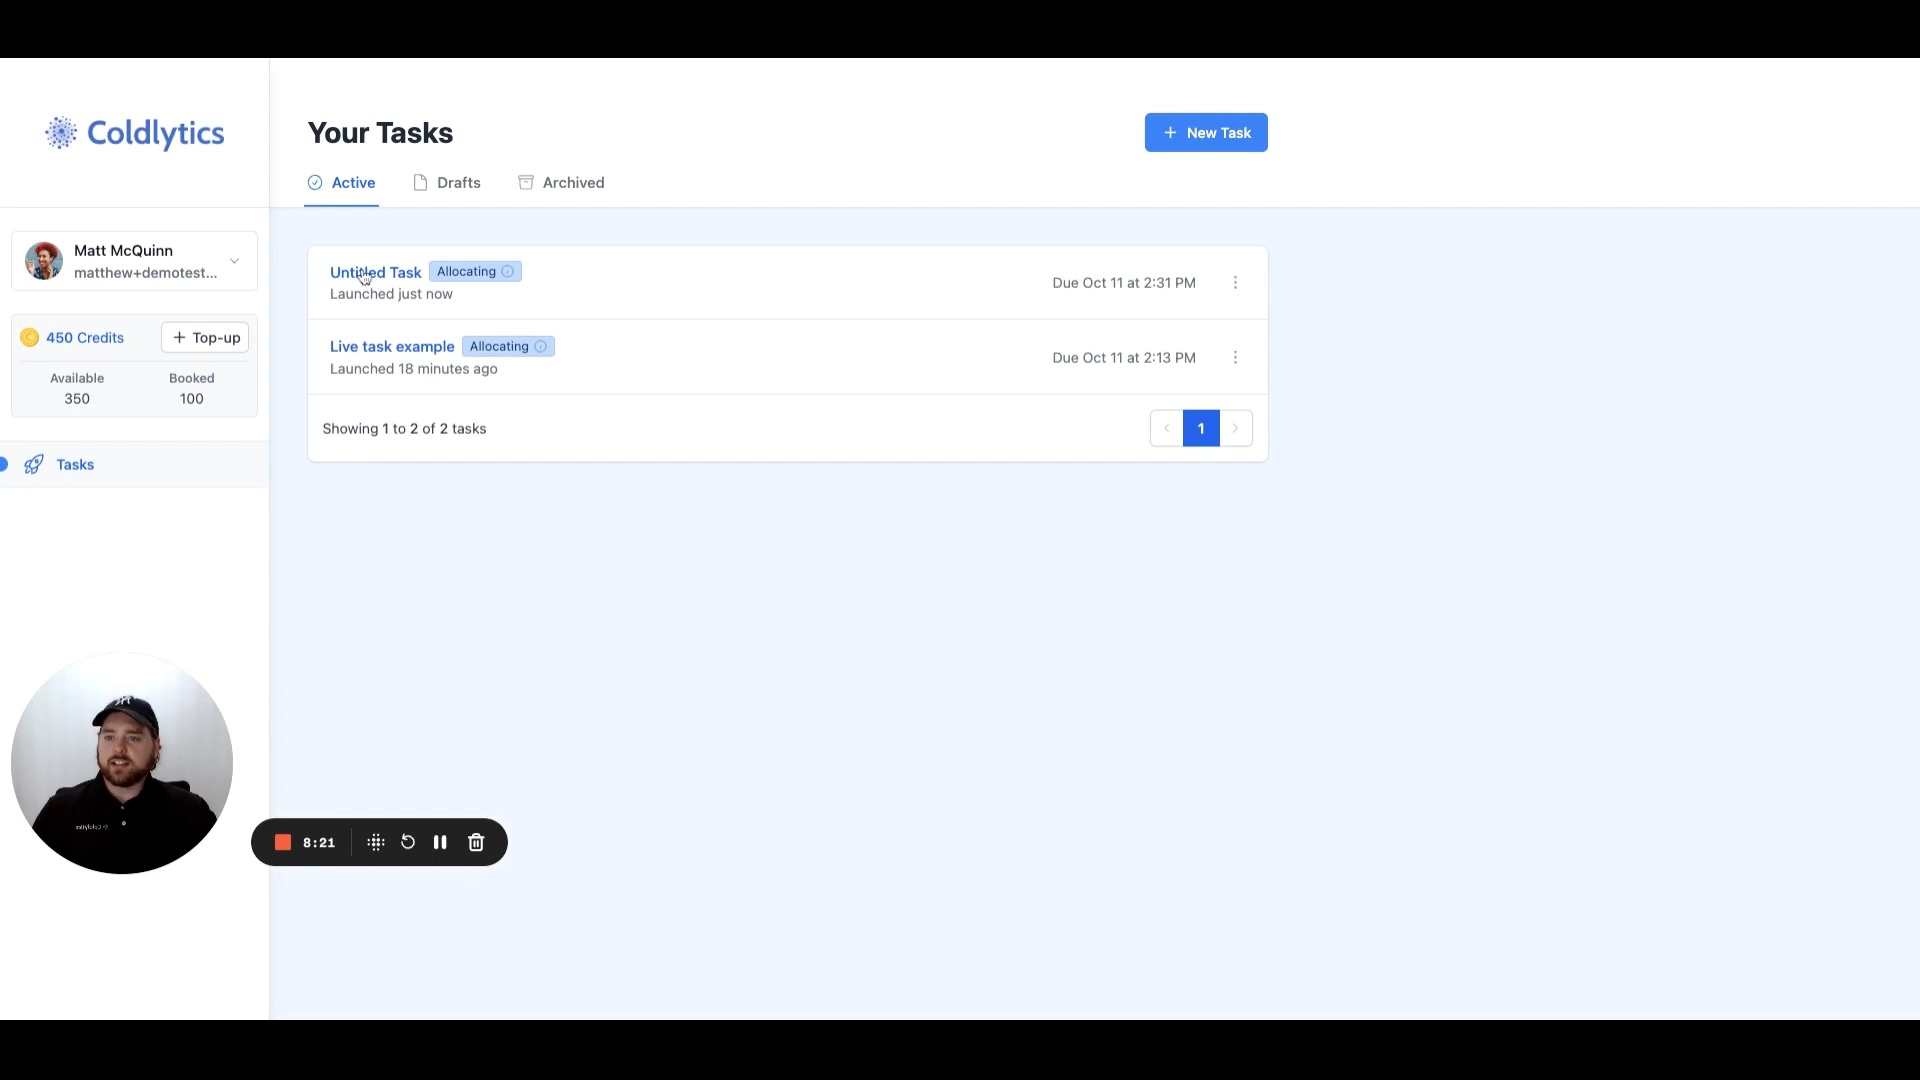 Coldlytics
Your Tasks
+ New Task
Active
Drafts
Archived
Matt McQuinn
matthew+demotest...
450 Credits
+ Top-up
Available
Booked
350
100
Tasks
Untitled Task
Allocating
Launched just now
Due Oct 11 at 2:31 PM
Live task example
Allocating
Launched 18 minutes ago
Due Oct 11 at 2:13 PM
Showing 1 to 2 of 2 tasks
1
8:21